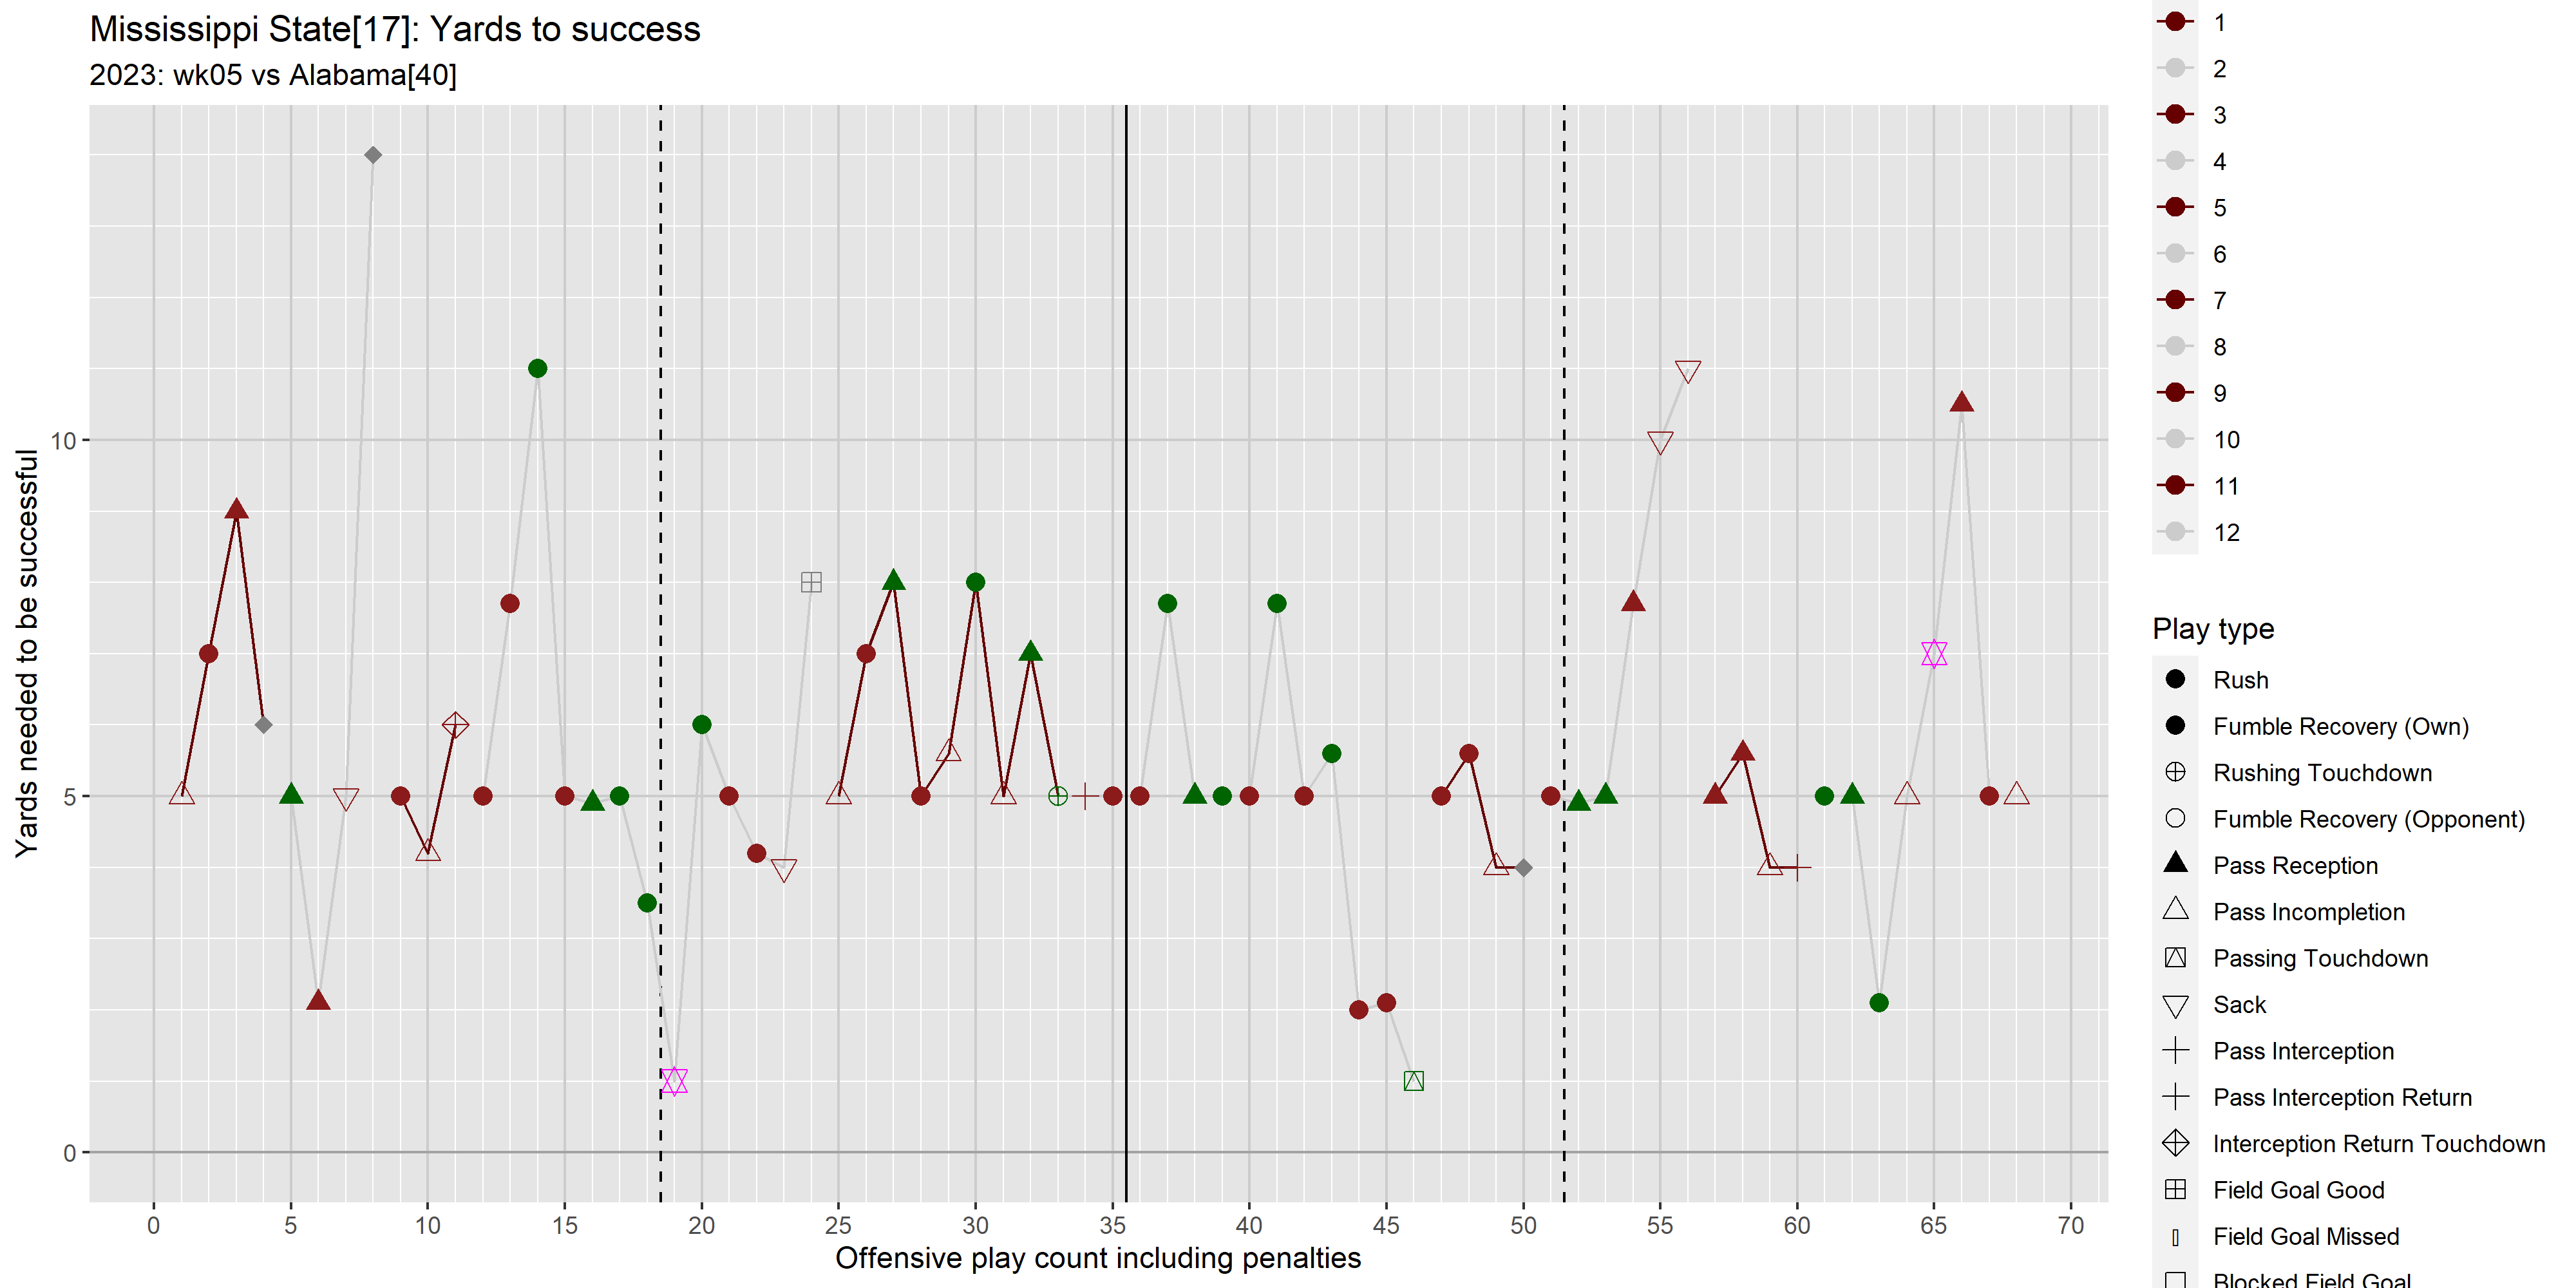 Mississippi State[17]: Yards to success
2023: wk05 vs Alabama[40]
Yards needed to be successful
10
5
0
0 5 10 15 20 25 30 35 40 45 50 55 60 65 70
Offensive play count including penalties
1
2
3
4
5
6
7
8
9
10
11
12
Play type
Rush
Fumble Recovery (Own)
Rushing Touchdown
Fumble Recovery (Opponent)
Pass Reception
Pass Incompletion
Passing Touchdown
Sack
Pass Interception
Pass Interception Return
Interception Return Touchdown
Field Goal Good
Field Goal Missed
Blocked Field Goal